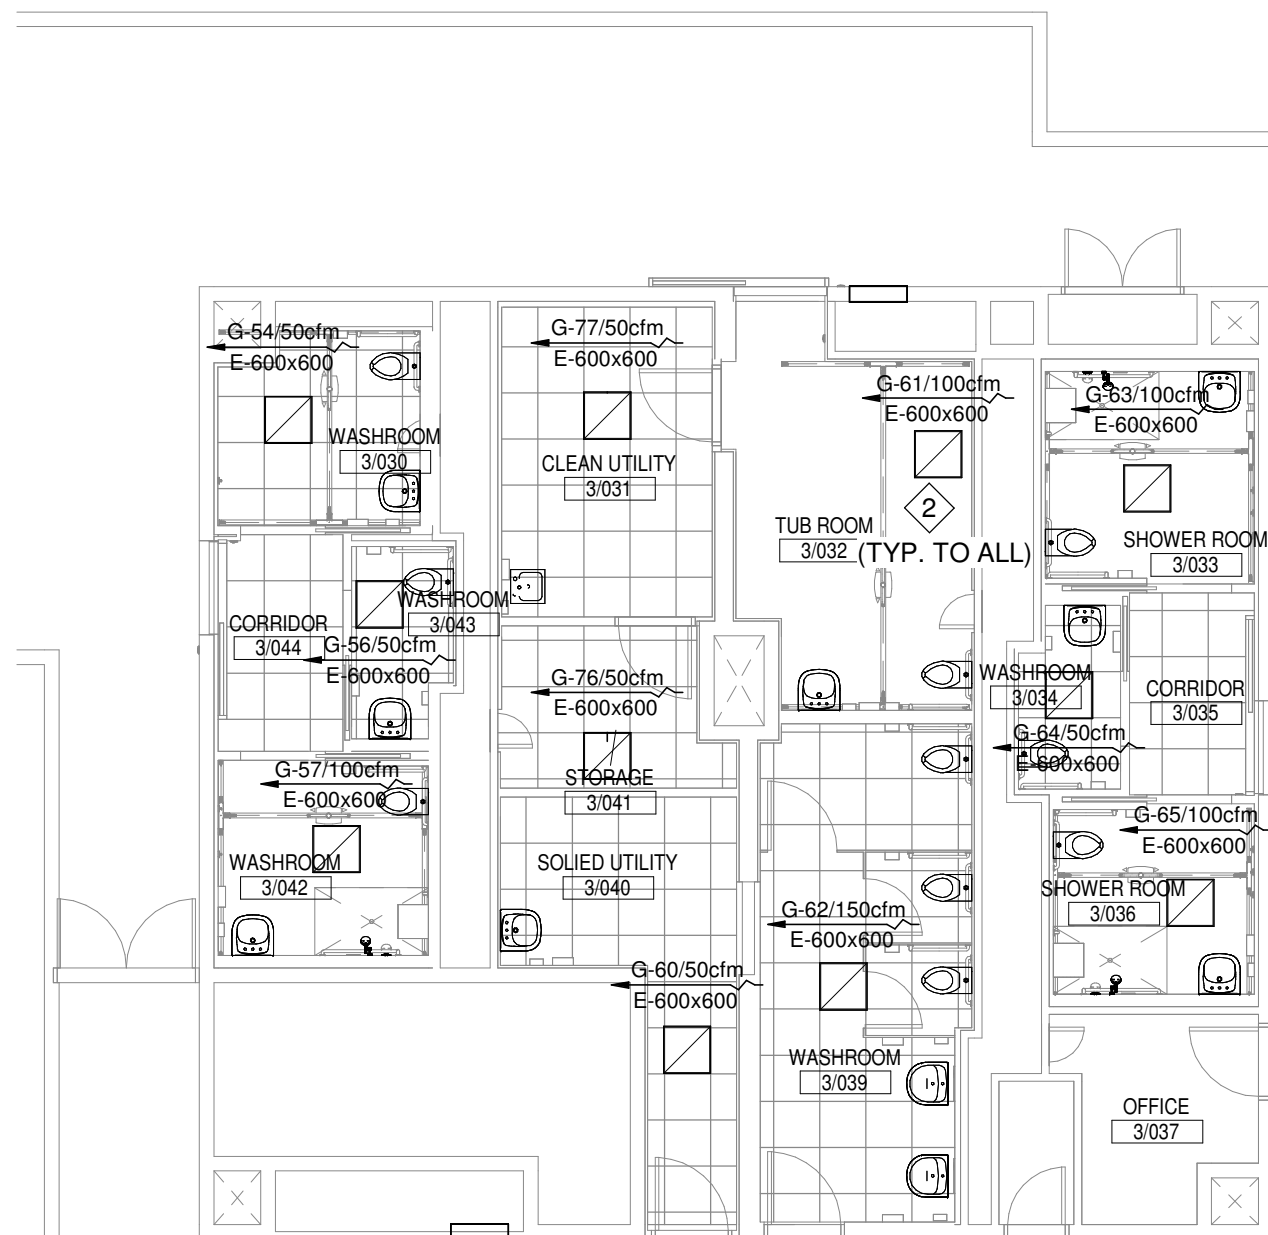 G-54/50cfm
E-600x600
WASHROOM
3/030
G-77/50cfm
E-600x600
CLEAN UTILITY
3/031
G-61/100cfm
E-600x600
2
TUB ROOM
3/032
(TYP. TO ALL)
G-63/100cfm
E-600x600
SHOWER ROOM
3/033
WASHROOM
3/043
CORRIDOR
3/044
G-56/50cfm
E-600x600
G-76/50cfm
E-600x600
STORAGE
3/041
WASHROOM
3/034
CORRIDOR
3/035
G-64/50cfm
E-600x600
G-57/100cfm
E-600x600
WASHROOM
3/042
SOLIED UTILITY
3/040
G-65/100cfm
E-600x600
SHOWER ROOM
3/036
G-62/150cfm
E-600x600
G-60/50cfm
E-600x600
WASHROOM
3/039
OFFICE
3/037